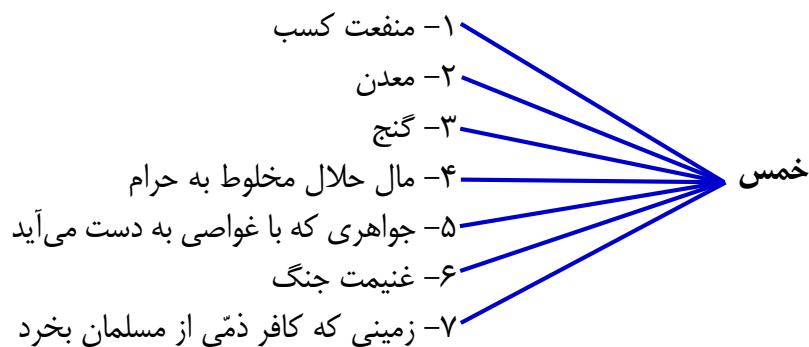 خمس
۱- منفعت کسب
۲- معدن
۳- گنج
۴- مال حلال مخلوط به حرام
۵- جواهری که با غواصی به دست می‌آید
۶- غنیمت جنگ
۷- زمینی که کافر ذمّی از مسلمان بخرد